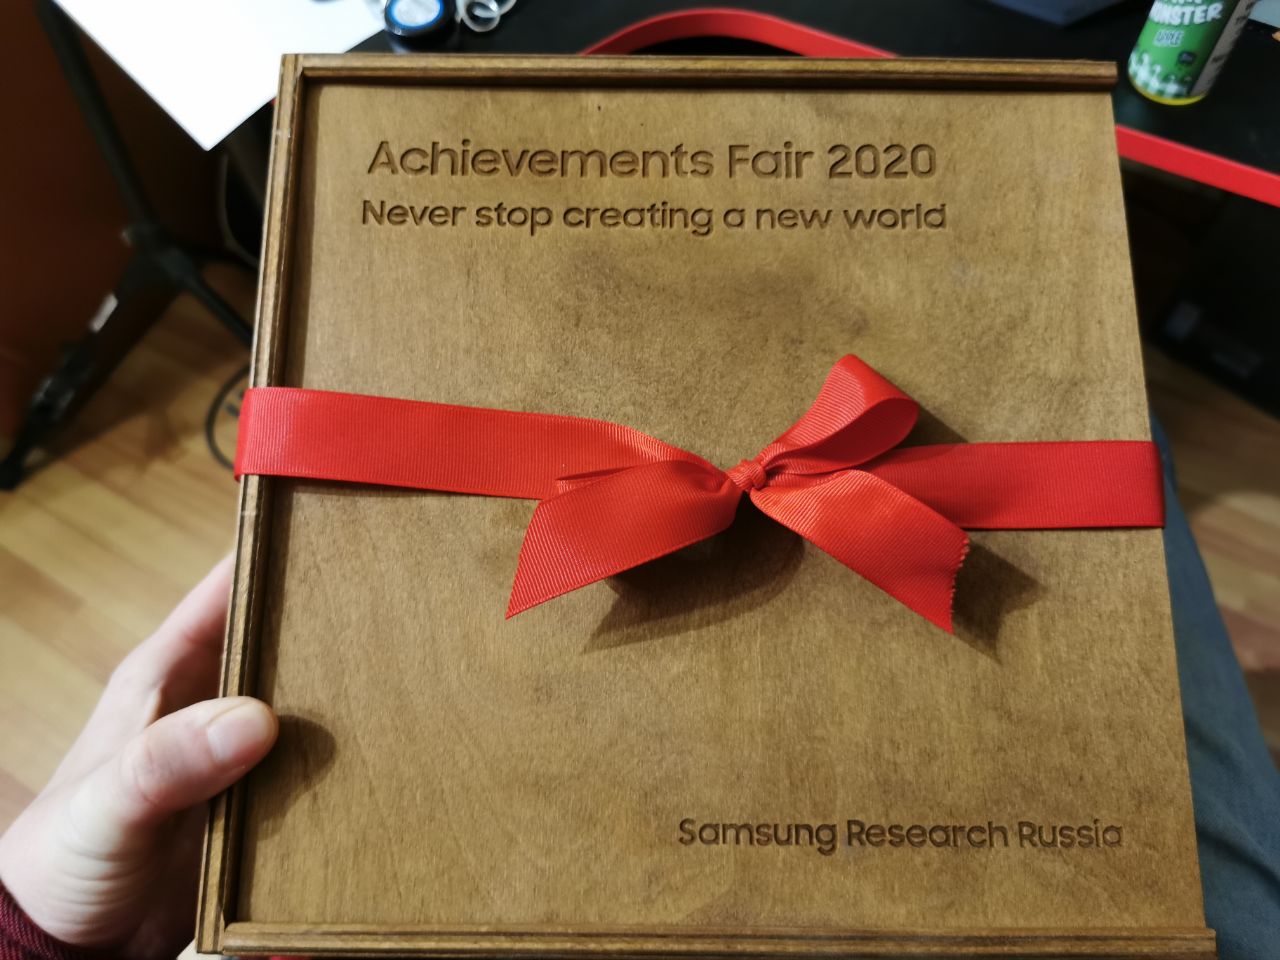 Achievements Fair 2020
Never stop creating a new world
Samsung Research Russia